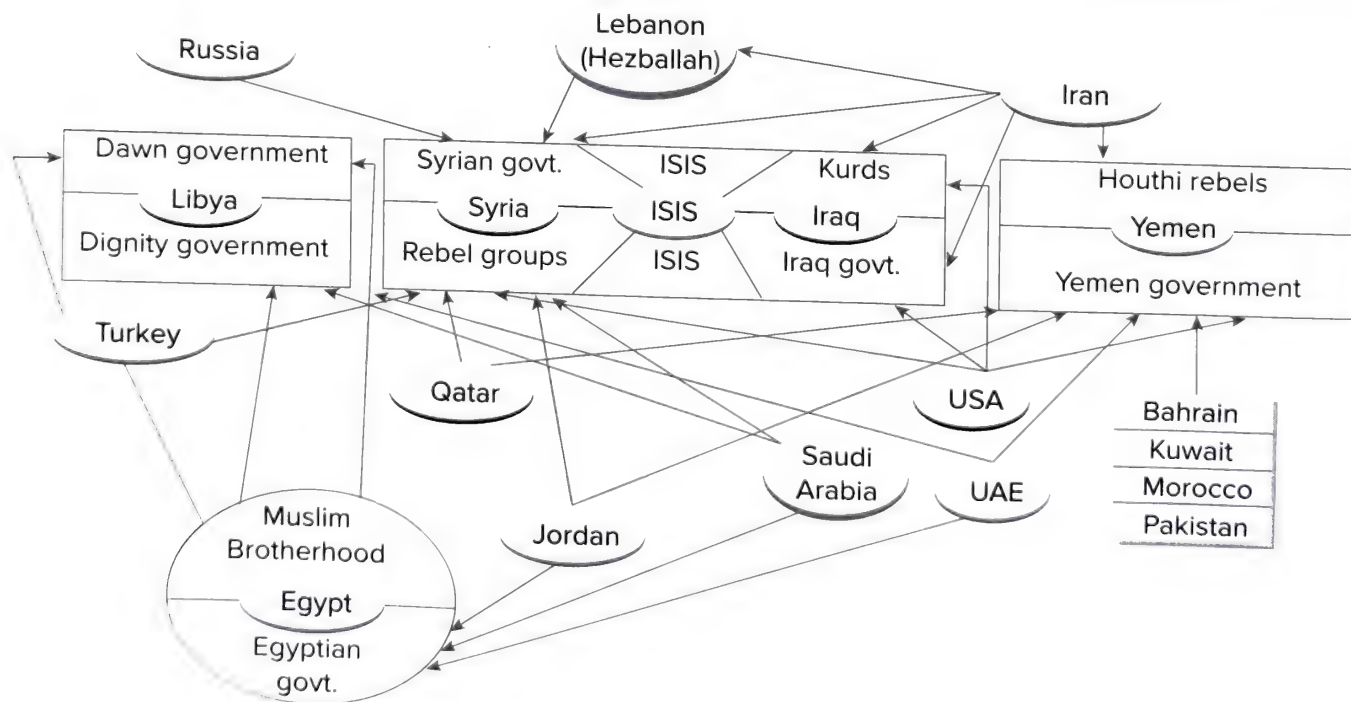 Lebanon
(Hezballah)
Russia
Iran
Dawn government
Libya
Dignity government
Syrian govt.
ISIS
Kurds
Syria
ISIS
Iraq
Rebel groups
ISIS
Iraq govt.
Houthi rebels
Yemen
Yemen government
Turkey
Qatar
USA
Bahrain
Kuwait
Morocco
Pakistan
Saudi
Arabia
UAE
Jordan
Muslim
Brotherhood
Egypt
Egyptian
govt.